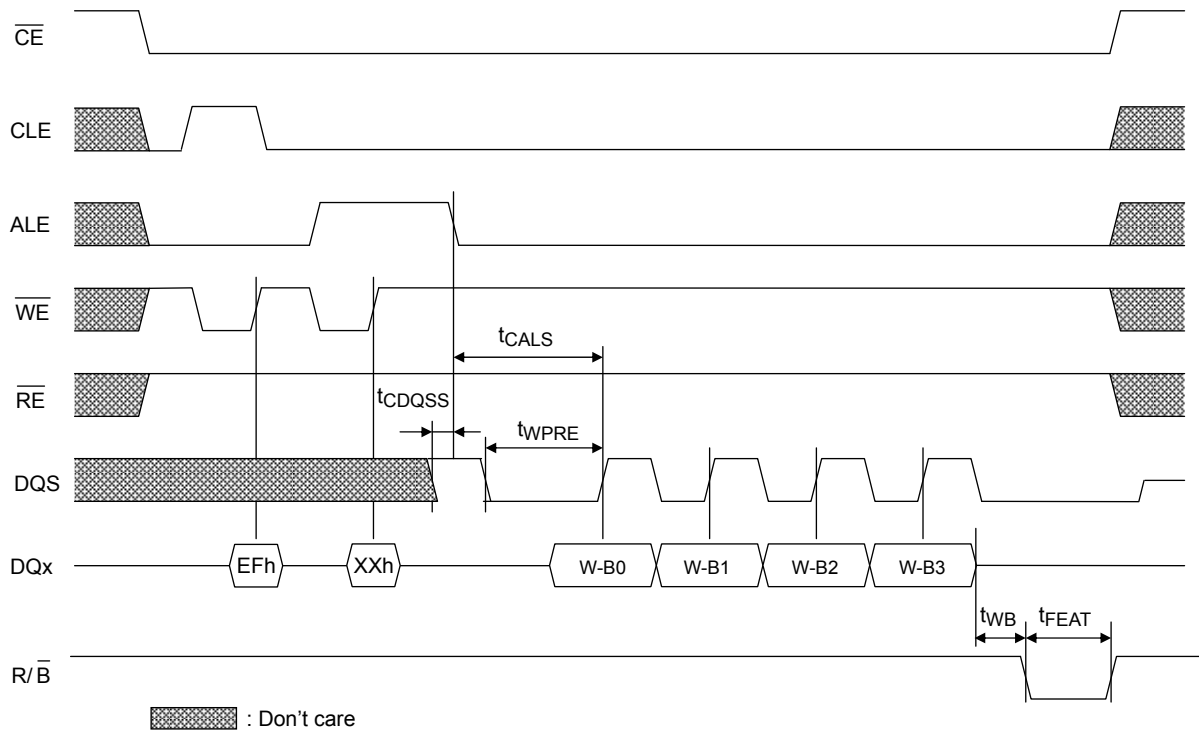 CE
CLE
ALE
WE
tCALS
RE
tCDQSS
tWPRE
DQS
DQx
EFh
XXh
W-B0
W-B1
W-B2
W-B3
tWB
tFEAT
R/ B
: Don't care